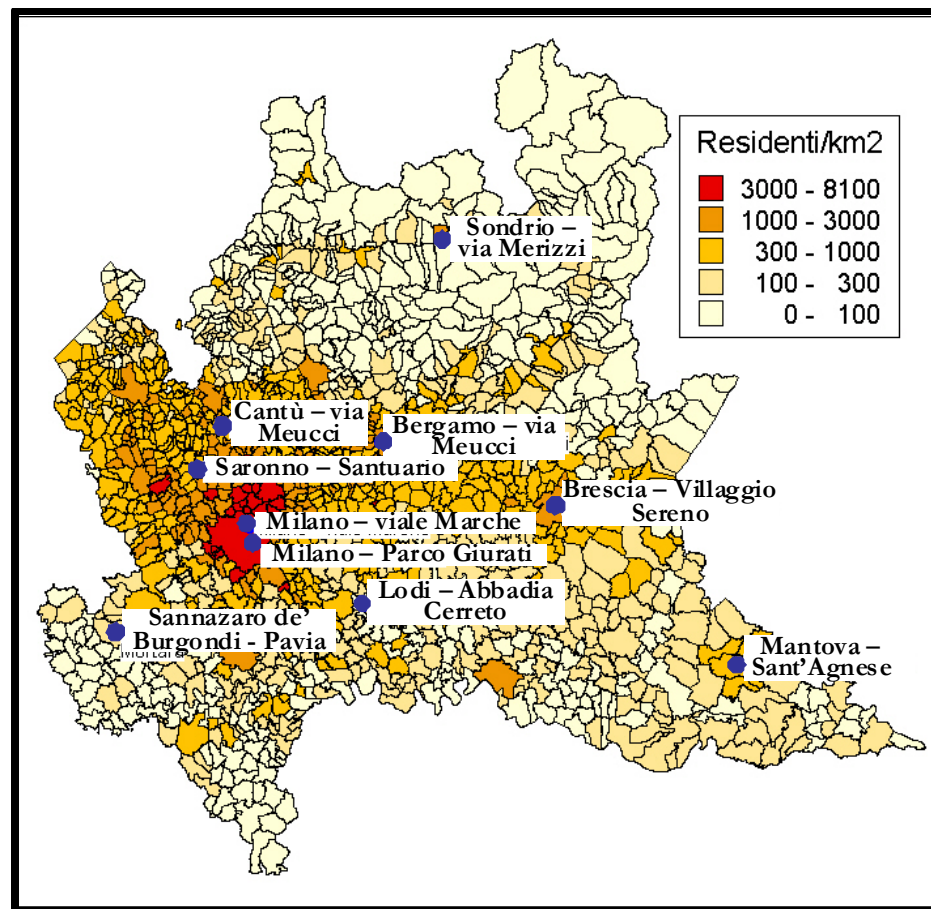 Residenti/km2
3000 - 8100
1000 - 3000
300 - 1000
100 - 300
0 - 100
Sondrio –
via Merizzi
Cantù – via
Meucci
Bergamo – via
Meucci
Saronno – Santuario
Brescia – Villaggio
Sereno
Milano – viale Marche
Milano – Parco Giurati
Lodi – Abbadia
Cerreto
Sannazaro de'
Burgondi - Pavia
Mantova –
Sant'Agnese